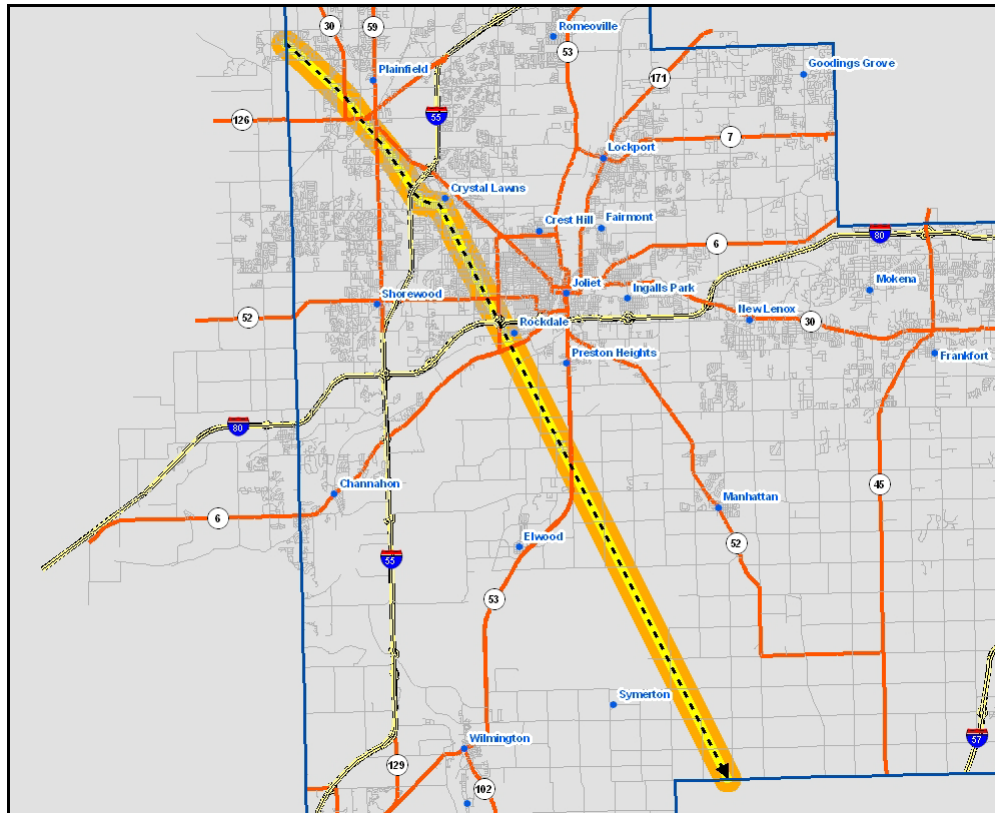 30
59
Romeoville
53
Goodings Grove
Plainfield
171
126
55
7
Lockport
Crystal Lawns
Crest Hill
Fairmont
6
80
Joliet
Ingalls Park
Mokena
Shorewood
52
New Lenox
30
Rockdale
Preston Heights
Frankfort
80
Channahon
Manhattan
45
6
Elwood
52
55
53
Symerton
Wilmington
57
129
102